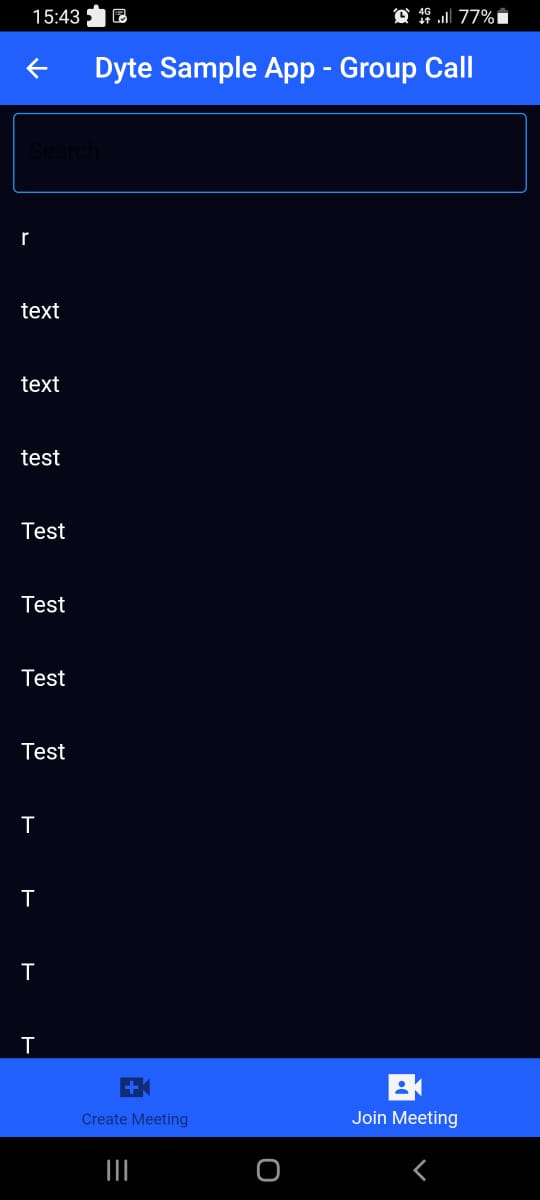 15:43
4G
77%
Dyte Sample App - Group Call
Search
r
text
text
test
Test
Test
Test
Test
T
T
T
T
Create Meeting
Join Meeting